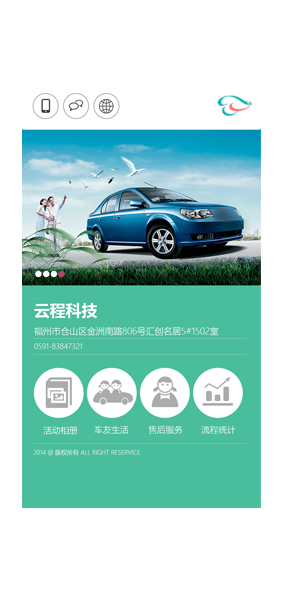 云程科技
福州市仓山区金洲南路806号汇创名居5#1502室
0591-83847321
活动相册
车友生活
售后服务
流程统计
2014 @ 版权所有 ALL RIGHT RESERVICE